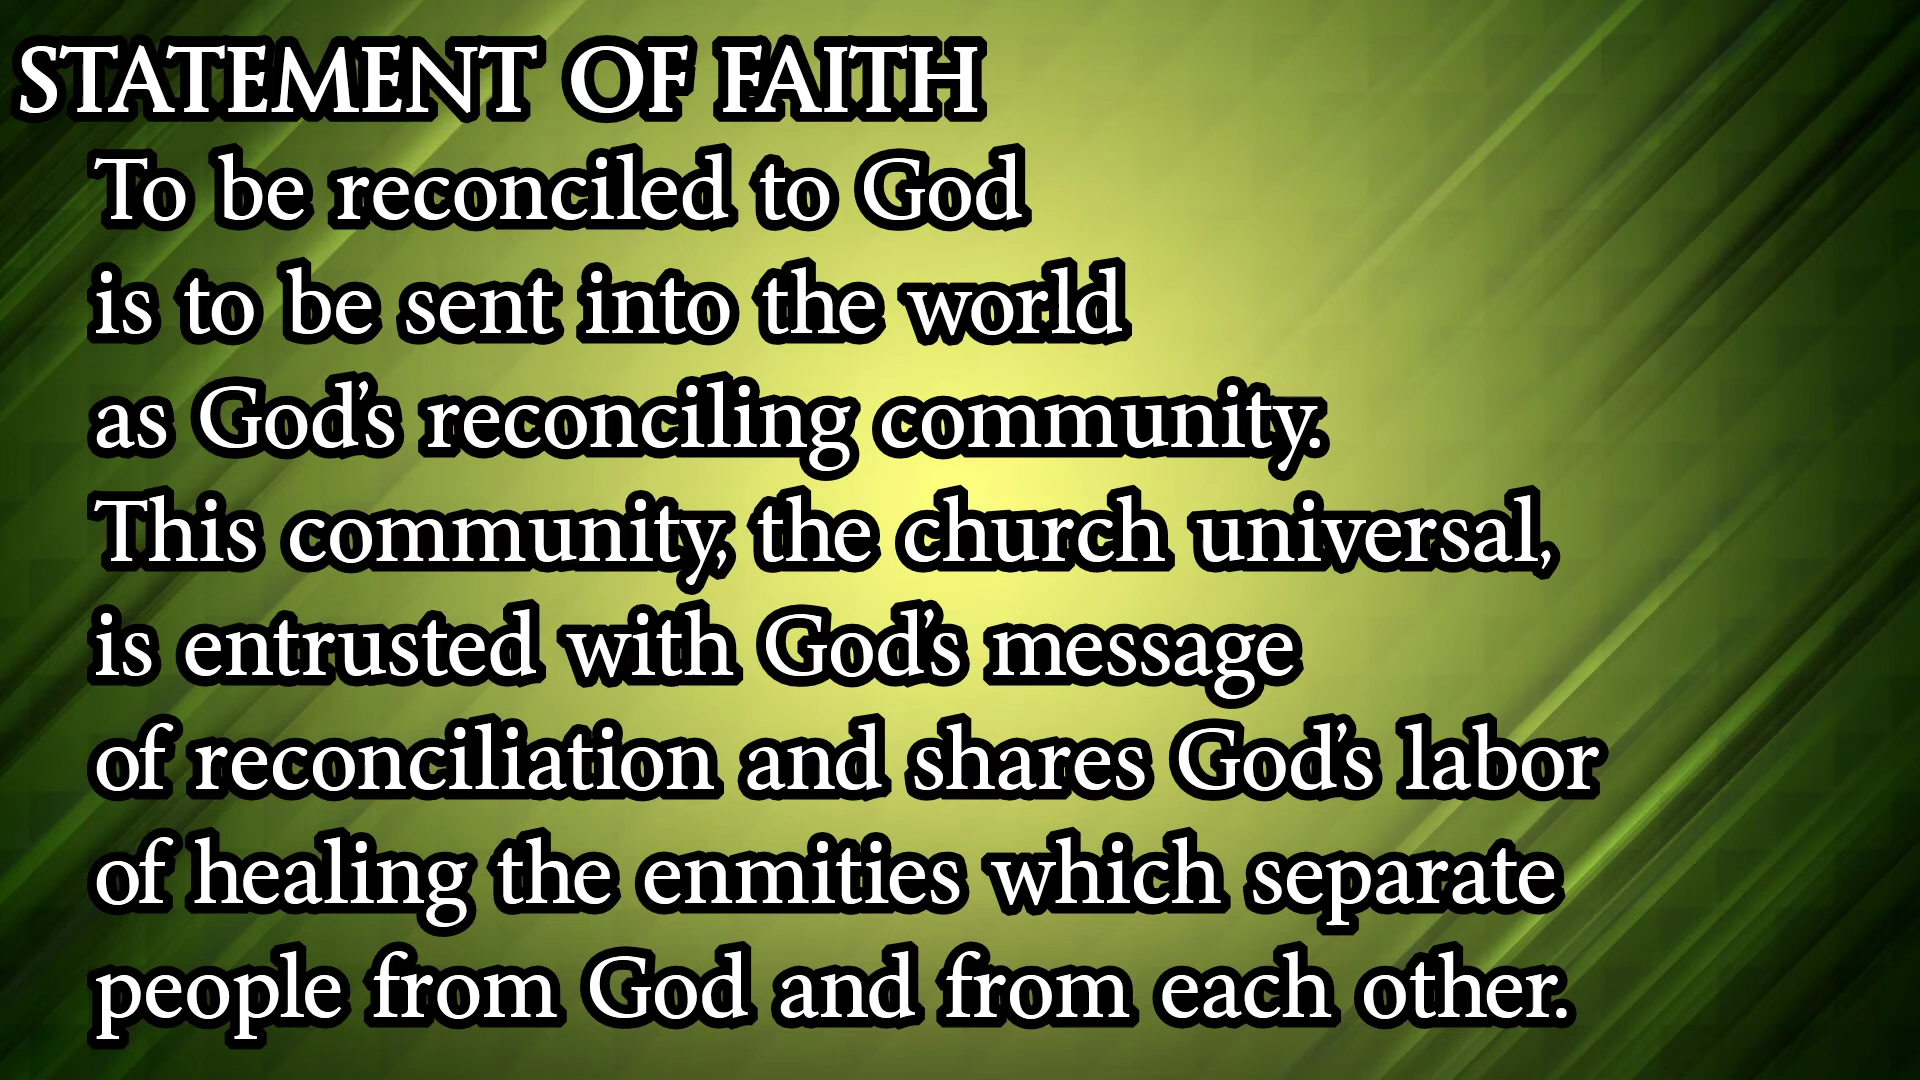 STATEMENT OF FAITH
To be reconciled to God
is to be sent into the world
as God’s reconciling community.
This community, the church universal,
is entrusted with God’s message
of reconciliation and shares God’s labor
of healing the enmities which separate
people from God and from each other.